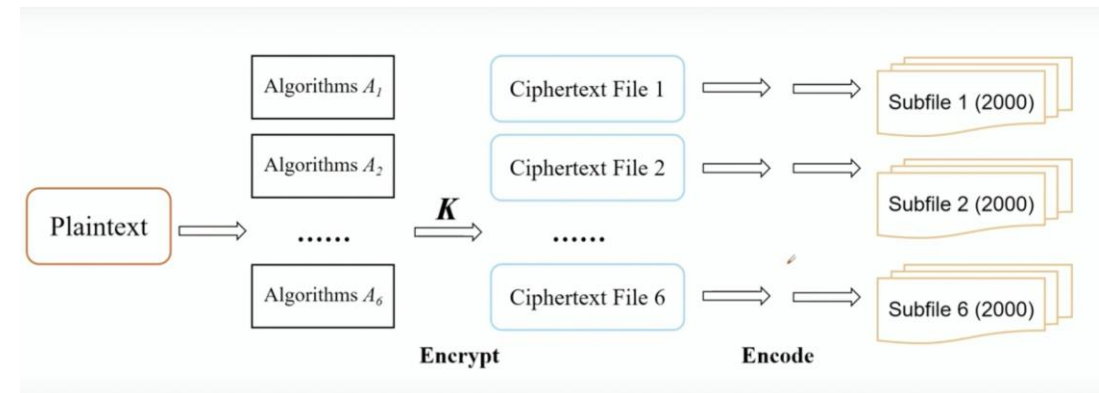 Plaintext
Algorithms A1
Algorithms A2
......
Algorithms A6
K
Encrypt
Ciphertext File 1
Ciphertext File 2
......
Ciphertext File 6
Encode
Subfile 1 (2000)
Subfile 2 (2000)
Subfile 6 (2000)